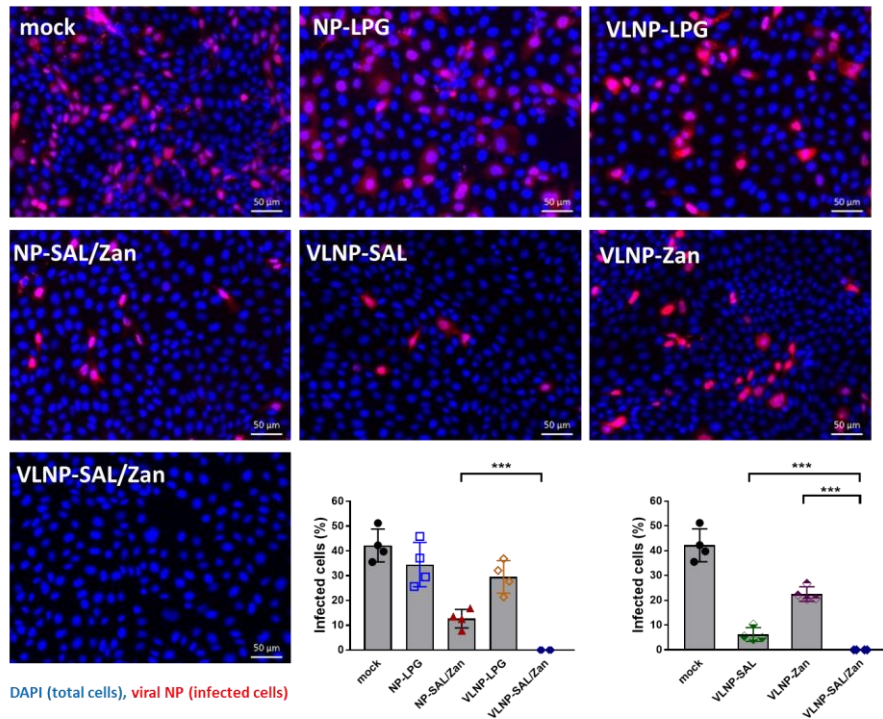 mock
NP-LPG
VLNP-LPG
50 µm
50 µm
50 µm
NP-SAL/Zan
VLNP-SAL
VLNP-Zan
50 µm
50 µm
50 µm
VLNP-SAL/Zan
50 µm
***
Infected cells (%)
60
50
40
30
20
10
0
mock
NP-LPG
NP-SAL/Zan
VLNP-LPG
VLNP-SAL/Zan
***
***
Infected cells (%)
60
50
40
30
20
10
0
mock
VLNP-SAL
VLNP-Zan
VLNP-SAL/Zan
DAPI (total cells), viral NP (infected cells)